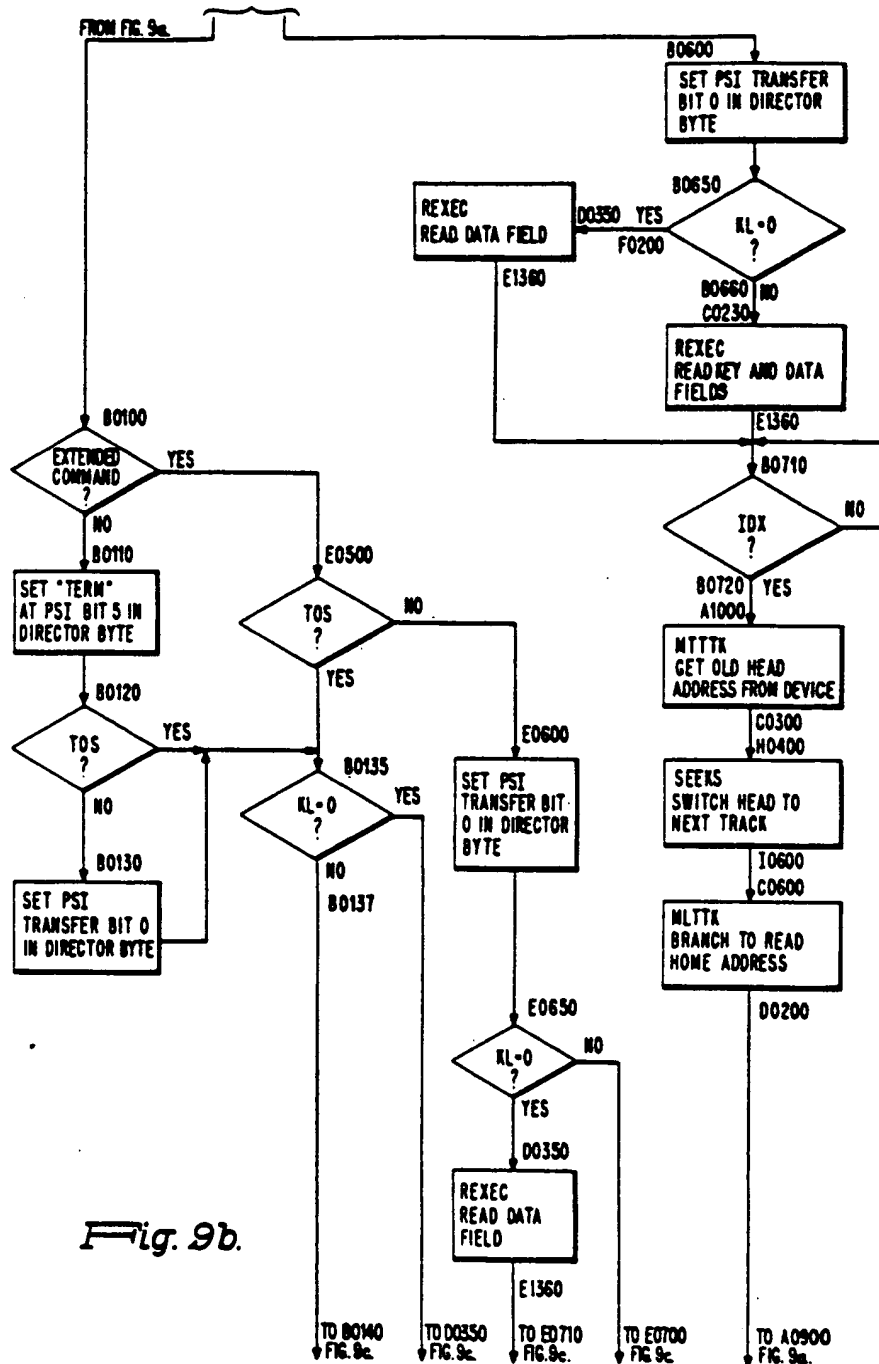 FROM FIG. 9a.
B0600
SET PSI TRANSFER
BIT 0 IN DIRECTOR
BYTE
B0650
KL=0
?
YES
D0350
F0200
REXEC
READ DATA FIELD
E1360
B0660
NO
C0230
REXEC
READ KEY AND DATA
FIELDS
E1360
B0710
IDX
?
NO
B0720
YES
A1000
MTTTK
GET OLD HEAD
ADDRESS FROM DEVICE
C0300
H0400
SEEKS
SWITCH HEAD TO
NEXT TRACK
I0600
C0600
MLTTK
BRANCH TO READ
HOME ADDRESS
D0200
TO A0900
FIG. 9a.
B0100
EXTENDED
COMMAND
?
YES
NO
B0110
SET "TERM"
AT PSI BIT 5 IN
DIRECTOR BYTE
B0120
TOS
?
YES
NO
B0130
SET PSI
TRANSFER BIT 0
IN DIRECTOR BYTE
E0500
TOS
?
NO
YES
B0135
KL=0
?
YES
NO
B0137
E0600
SET PSI
TRANSFER BIT
0 IN DIRECTOR
BYTE
E0650
KL=0
?
NO
YES
D0350
REXEC
READ DATA
FIELD
E1360
TO B0140
FIG. 9c.
TO D0350
FIG. 9c.
TO E0710
FIG. 9c.
TO E0700
FIG. 9c
Fig. 9b.